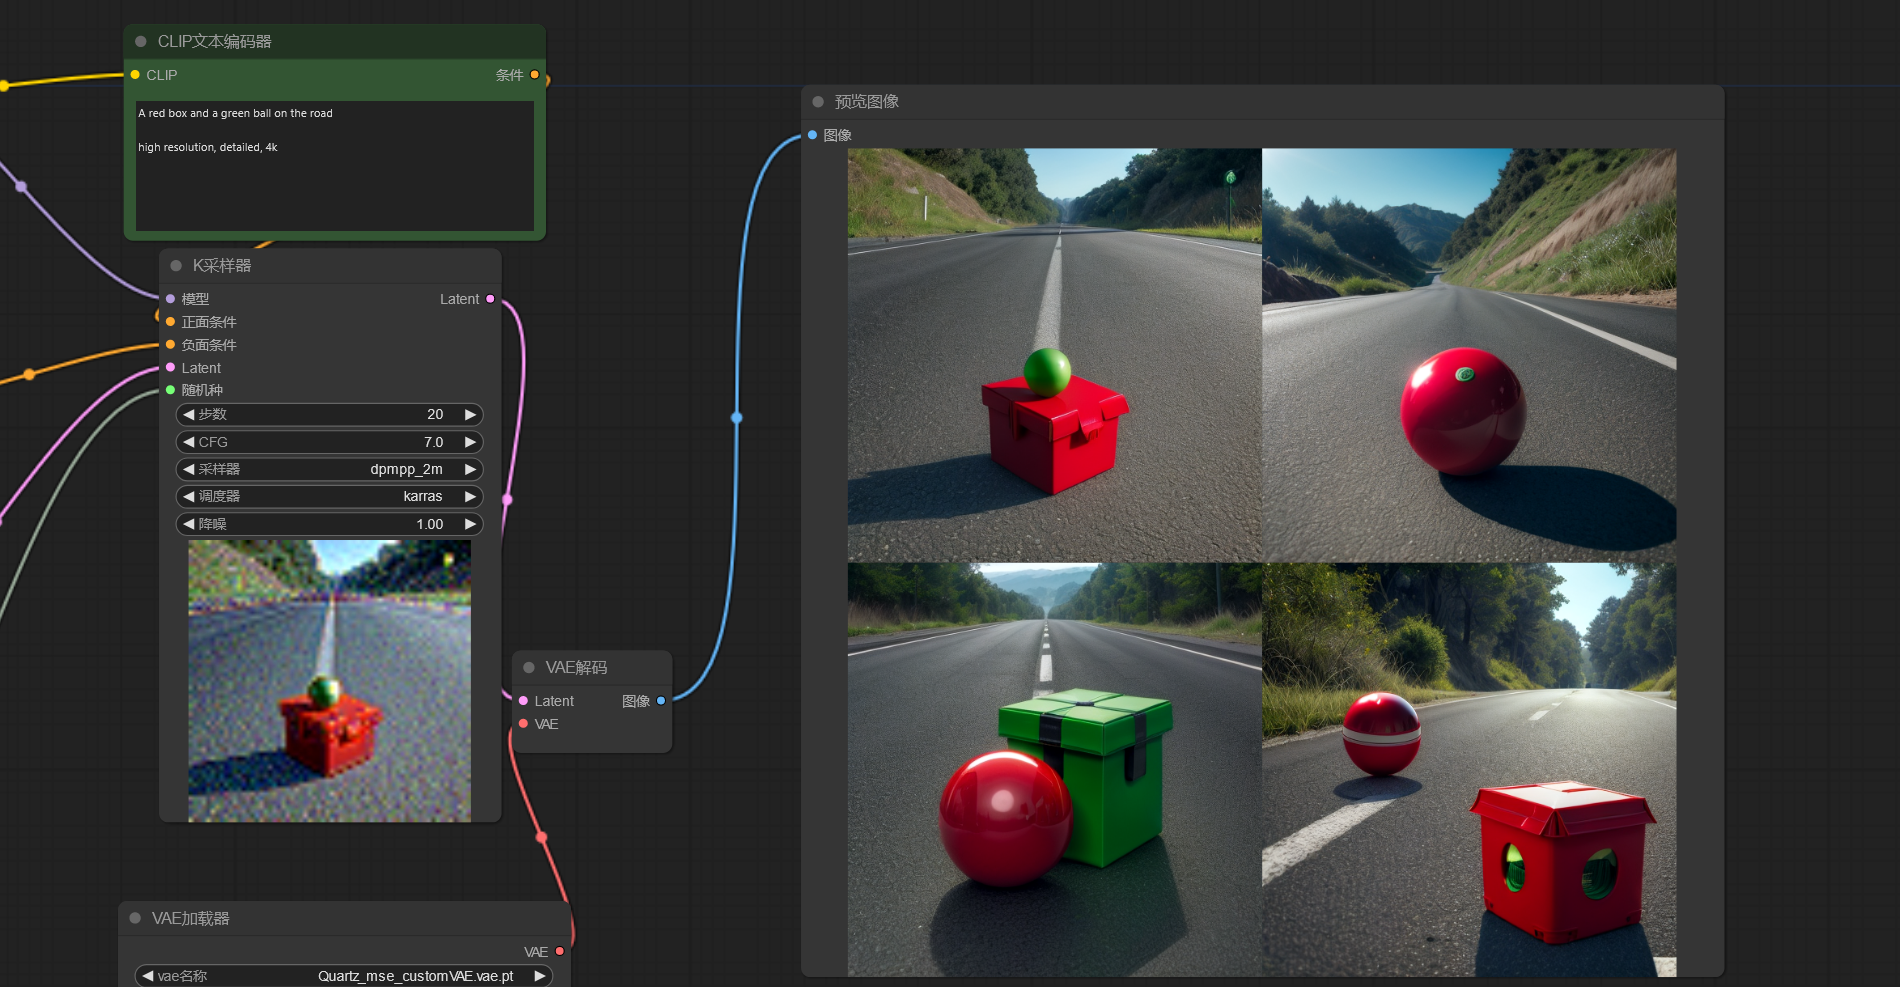 CLIP文本编码器
CLIP
条件
A red box and a green ball on the road
high resolution, detailed, 4k
K采样器
模型
Latent
正面条件
负面条件
Latent
随机种
步数 20
CFG 7.0
采样器 dpmpp_2m
调度器 karras
降噪 1.00
VAE解码
Latent 图像
VAE
VAE加载器
VAE
vae名称 Quartz_mse_customVAE.vae.pt
预览图像
图像